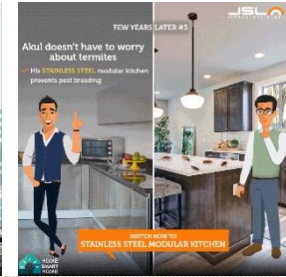 FEW YEARS LATER #3
JSL
Akul doesn't have to worry
about termites
His STAINLESS STEEL modular kitchen
prevents pest breading
SWITCH NOW TO
STAINLESS STEEL MODULAR KITCHEN
HOME
SMART
HOME